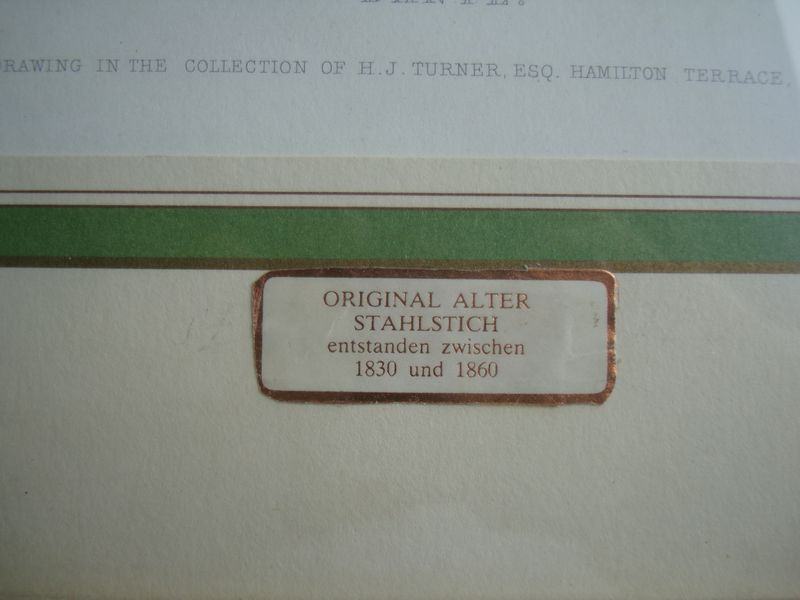 DRAWING IN THE COLLECTION OF H.J. TURNER, ESQ. HAMILTON TERRACE,
ORIGINAL ALTER
STAHLSTICH
entstanden zwischen
1830 und 1860